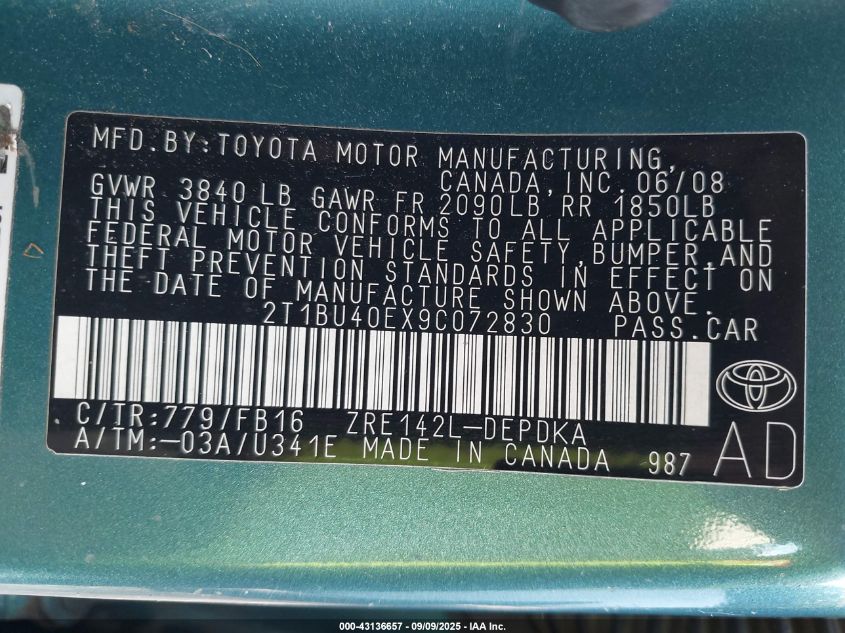 MFD.BY:TOYOTA MOTOR MANUFACTURING,
CANADA,INC.06/08
GVWR 3840 LB GAWR FR 2090LB RR 1850LB
THIS VEHICLE CONFORMS TO ALL APPLICABLE
FEDERAL MOTOR VEHICLE SAFETY,BUMPER,AND
THEFT PREVENTION STANDARDS IN EFFECT ON
THE DATE OF MANUFACTURE SHOWN ABOVE.
2T1BU40EX9C072830 PASS.CAR
C/TR:779/FB16 ZRE142L-DEPDKA
A/TM:-03A/U341E MADE IN CANADA 987
AD
000-43136657 - 09/09/2025 - IAA Inc.